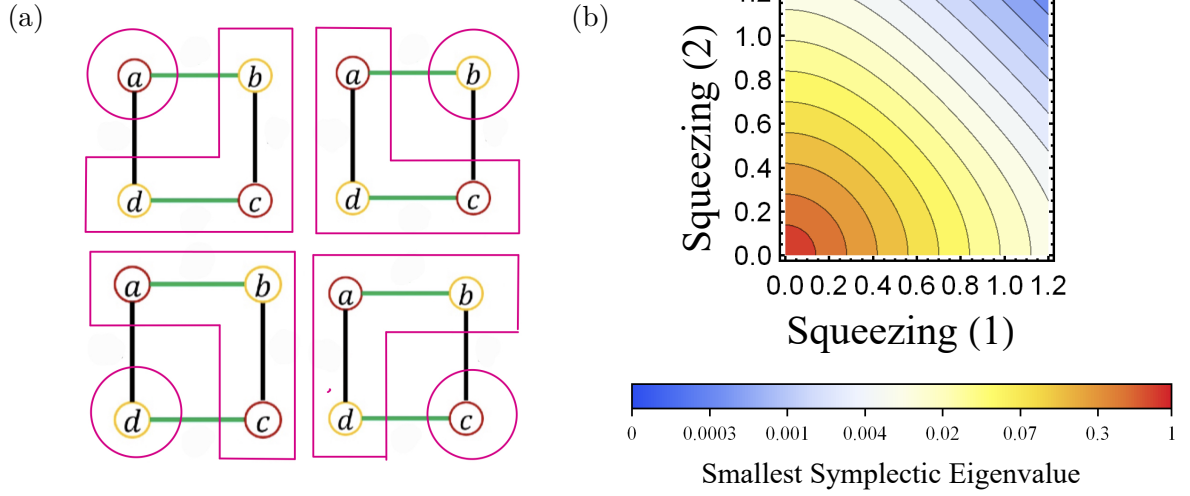 (a)
a b
d c
a b
d c
a b
d c
a b
d c
(b)
Squeezing (2)
1.0
0.8
0.6
0.4
0.2
0.0
0.0 0.2 0.4 0.6 0.8 1.0 1.2
Squeezing (1)
0 0.0003 0.001 0.004 0.02 0.07 0.3 1
Smallest Symplectic Eigenvalue